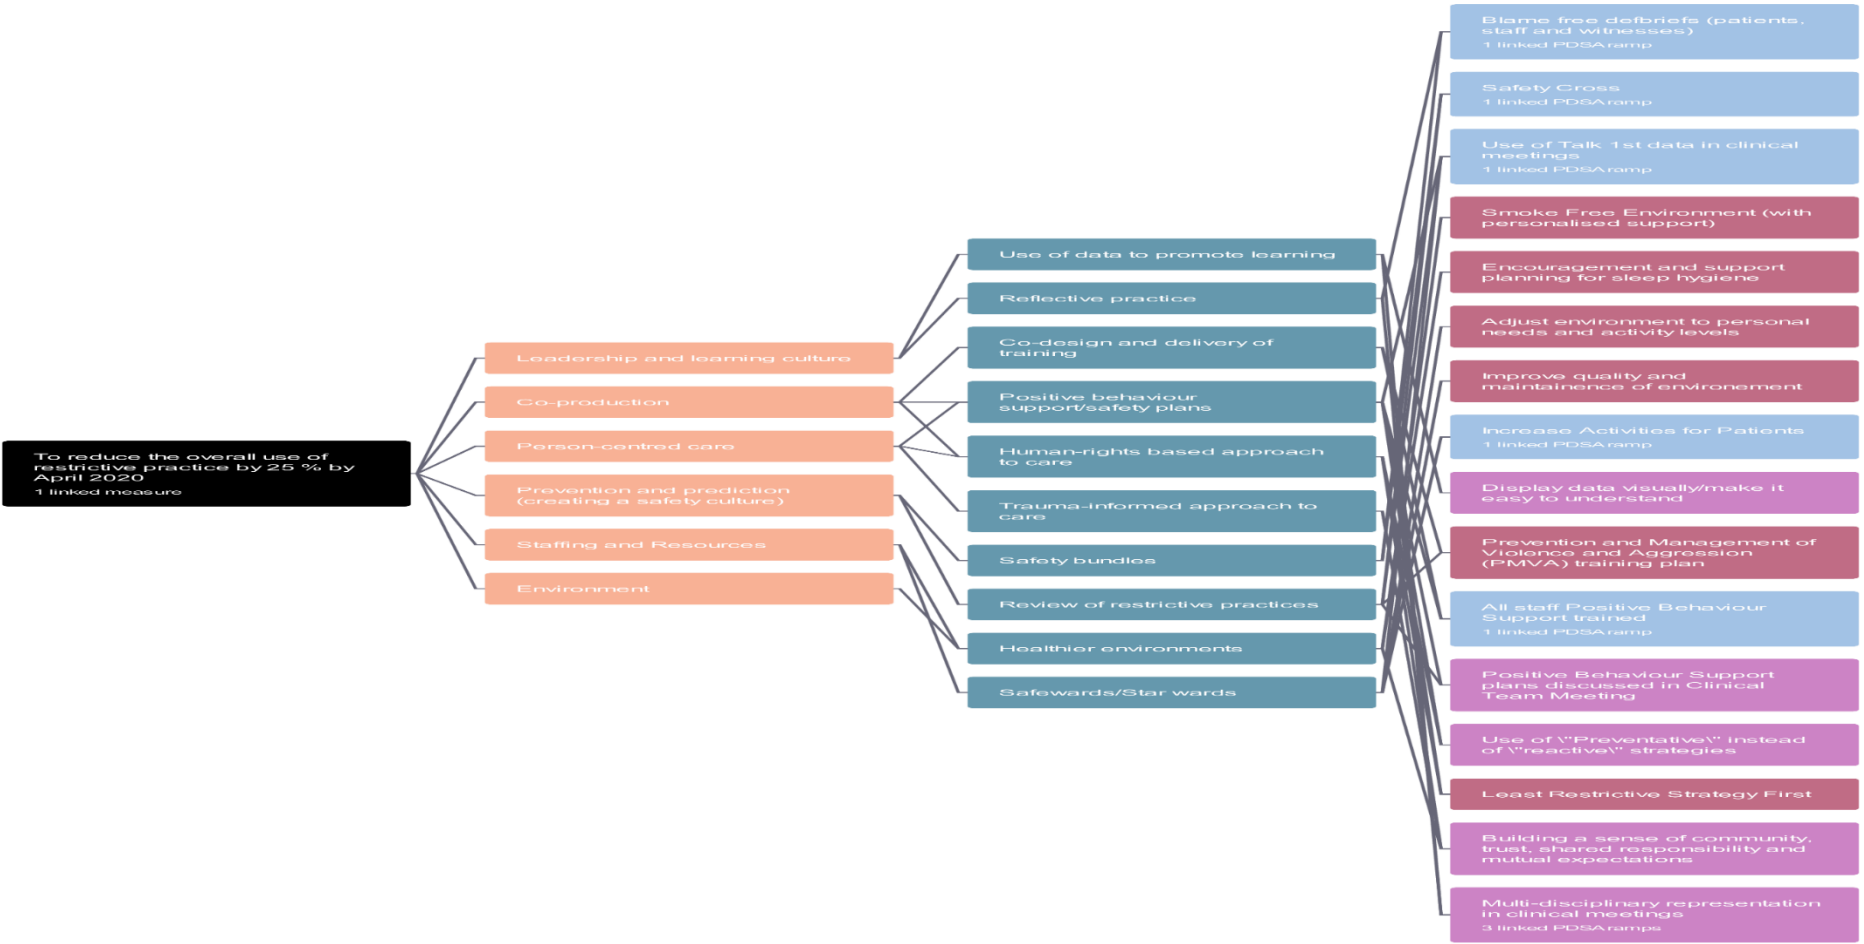 To reduce the overall use of
restrictive practice by 25 % by
April 2020
1 linked measure
Leadership and learning culture
Co-production
Person-centred care
Prevention and prediction
(creating a safety culture)
Staffing and Resources
Environment
Use of data to promote learning
Reflective practice
Co-design and delivery of
training
Positive behaviour
support/safety plans
Human-rights based approach
to care
Trauma-informed approach to
care
Safety bundles
Review of restrictive practices
Healthier environments
Safewards/Star wards
Blame free defbriefs (patients,
staff and witnesses)
1 linked PDSA ramp
Safety Cross
1 linked PDSA ramp
Use of Talk 1st data in clinical
meetings
1 linked PDSA ramp
Smoke Free Environment (with
personalised support)
Encouragement and support
planning for sleep hygiene
Adjust environment to personal
needs and activity levels
Improve quality and
maintainence of environement
Increase Activities for Patients
1 linked PDSA ramp
Display data visually/make it
easy to understand
Prevention and Management of
Violence and Aggression
(PMVA) training plan
All staff Positive Behaviour
Support trained
1 linked PDSA ramp
Positive Behaviour Support
plans discussed in Clinical
Team Meeting
Use of \"Preventative\" instead
of \"reactive\" strategies
Least Restrictive Strategy First
Building a sense of community,
trust, shared responsibility and
mutual expectations
Multi-disciplinary representation
in clinical meetings
3 linked PDSA ramps